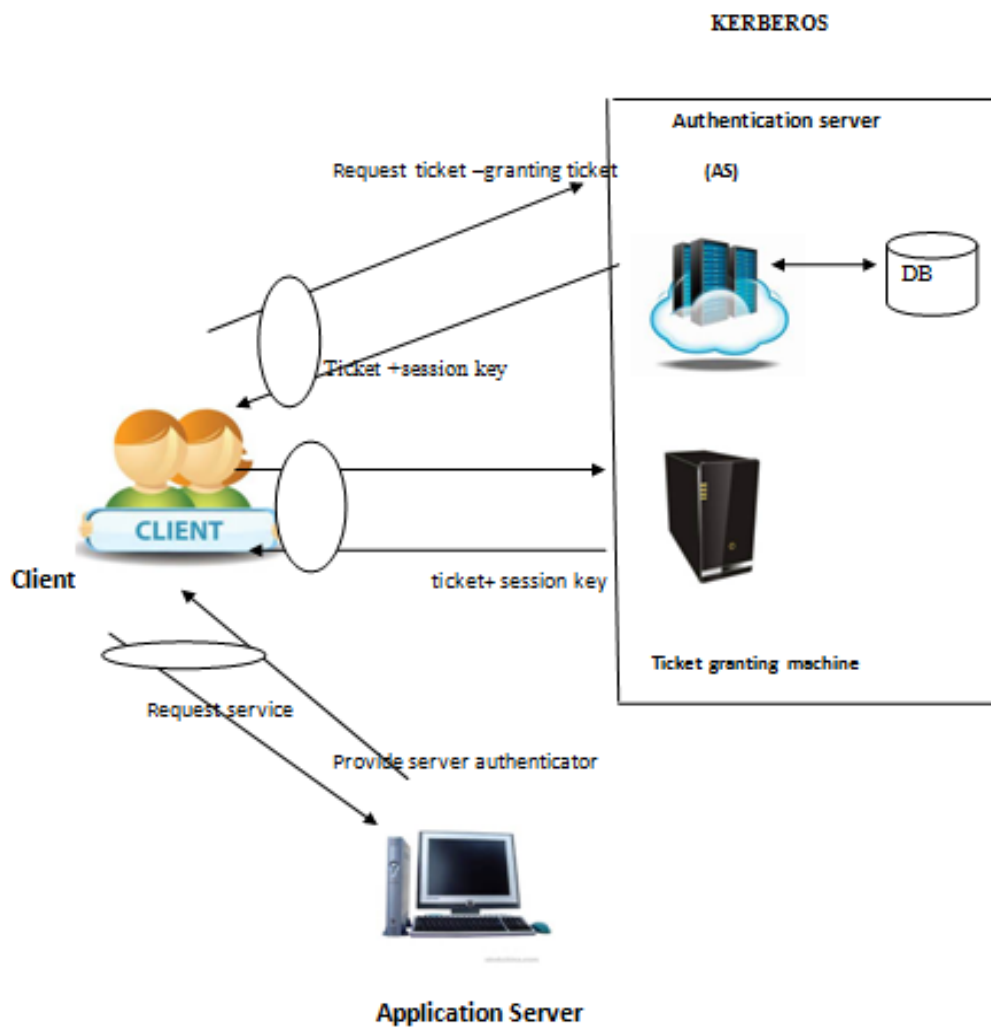 KERBEROS
Authentication server
Request ticket –granting ticket
(AS)
DB
Ticket +session key
CLIENT
Client
ticket+ session key
Ticket granting machine
Request service
Provide server authenticator
Application Server